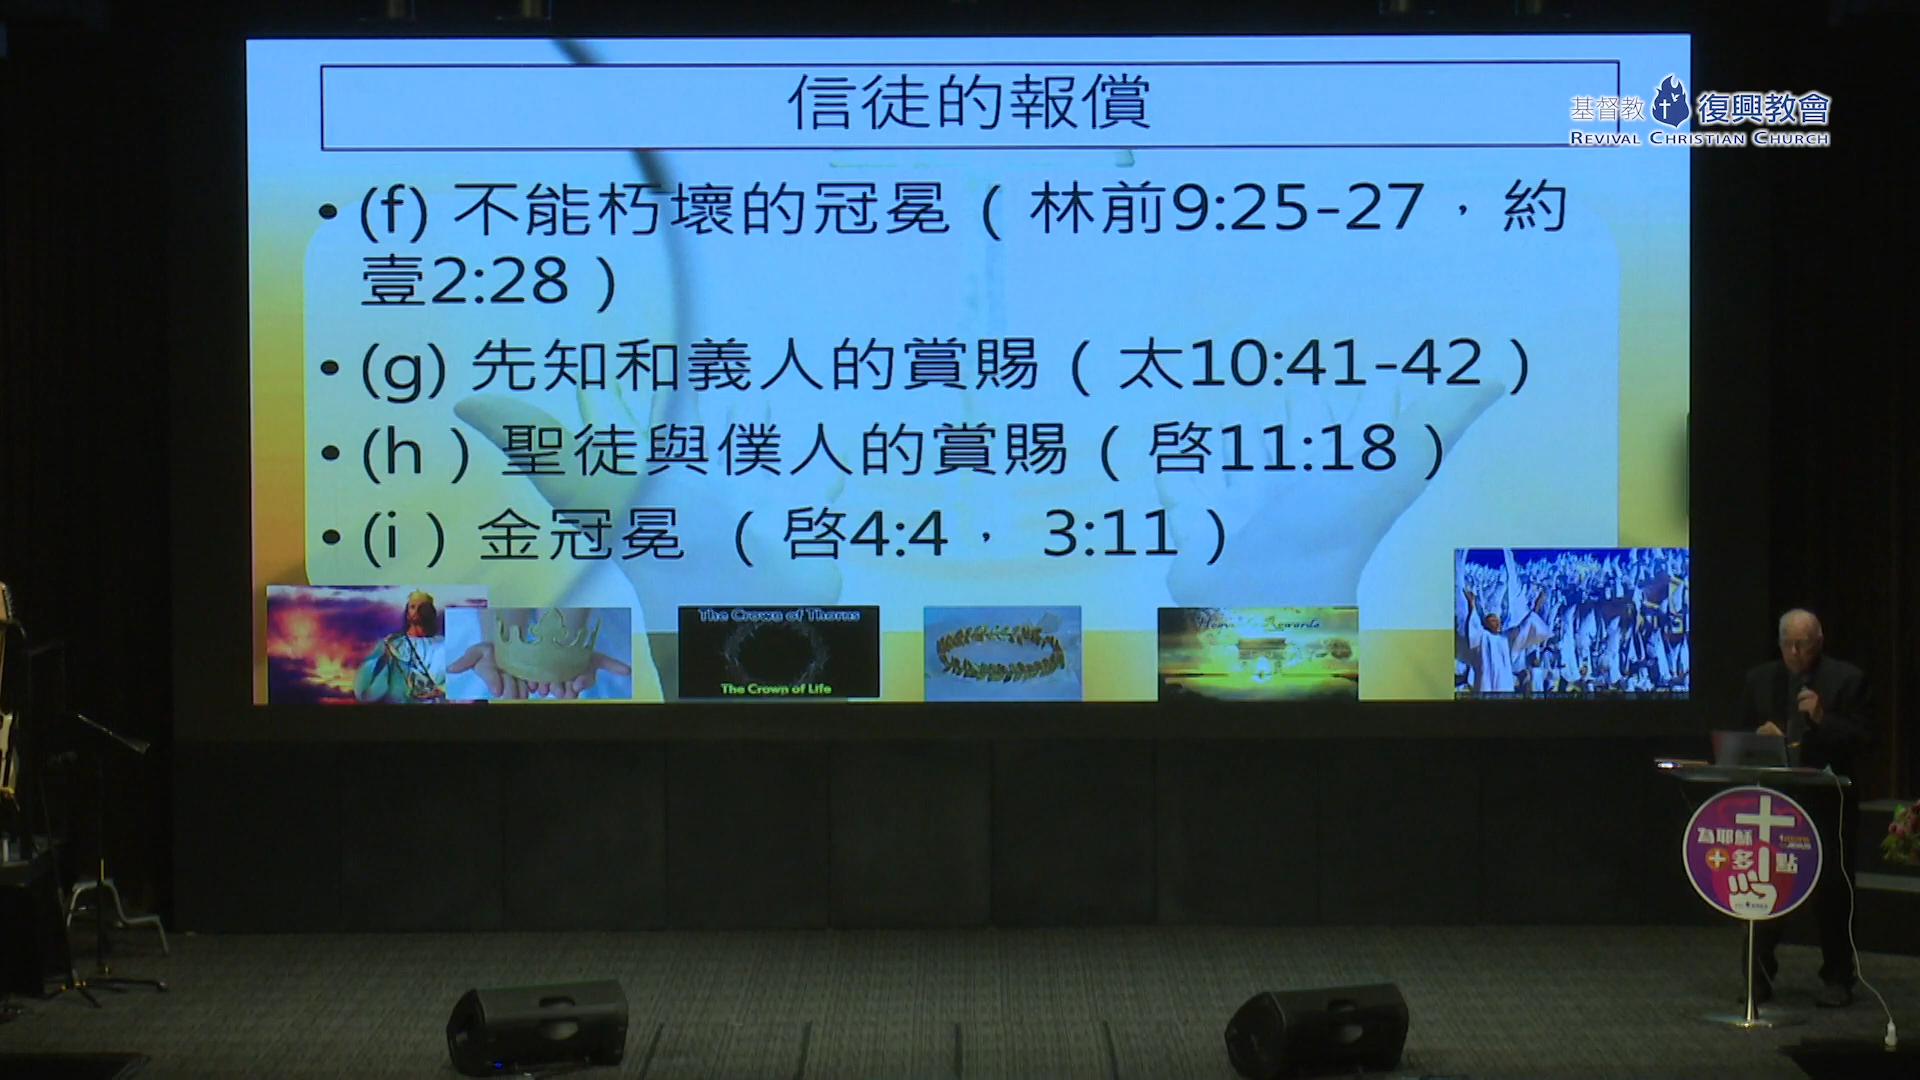 信徒的報償
基督教 復興教會
REVIVAL CHRISTIAN CHURCH
• (f) 不能朽壞的冠冕（林前9:25-27，約
壹2:28）
• (g) 先知和義人的賞賜（太10:41-42）
• (h）聖徒與僕人的賞賜（啓11:18）
• (i）金冠冕 （啓4:4， 3:11）
The Crown of Thorns
The Crown of Life
Rewards
為耶穌
多 點